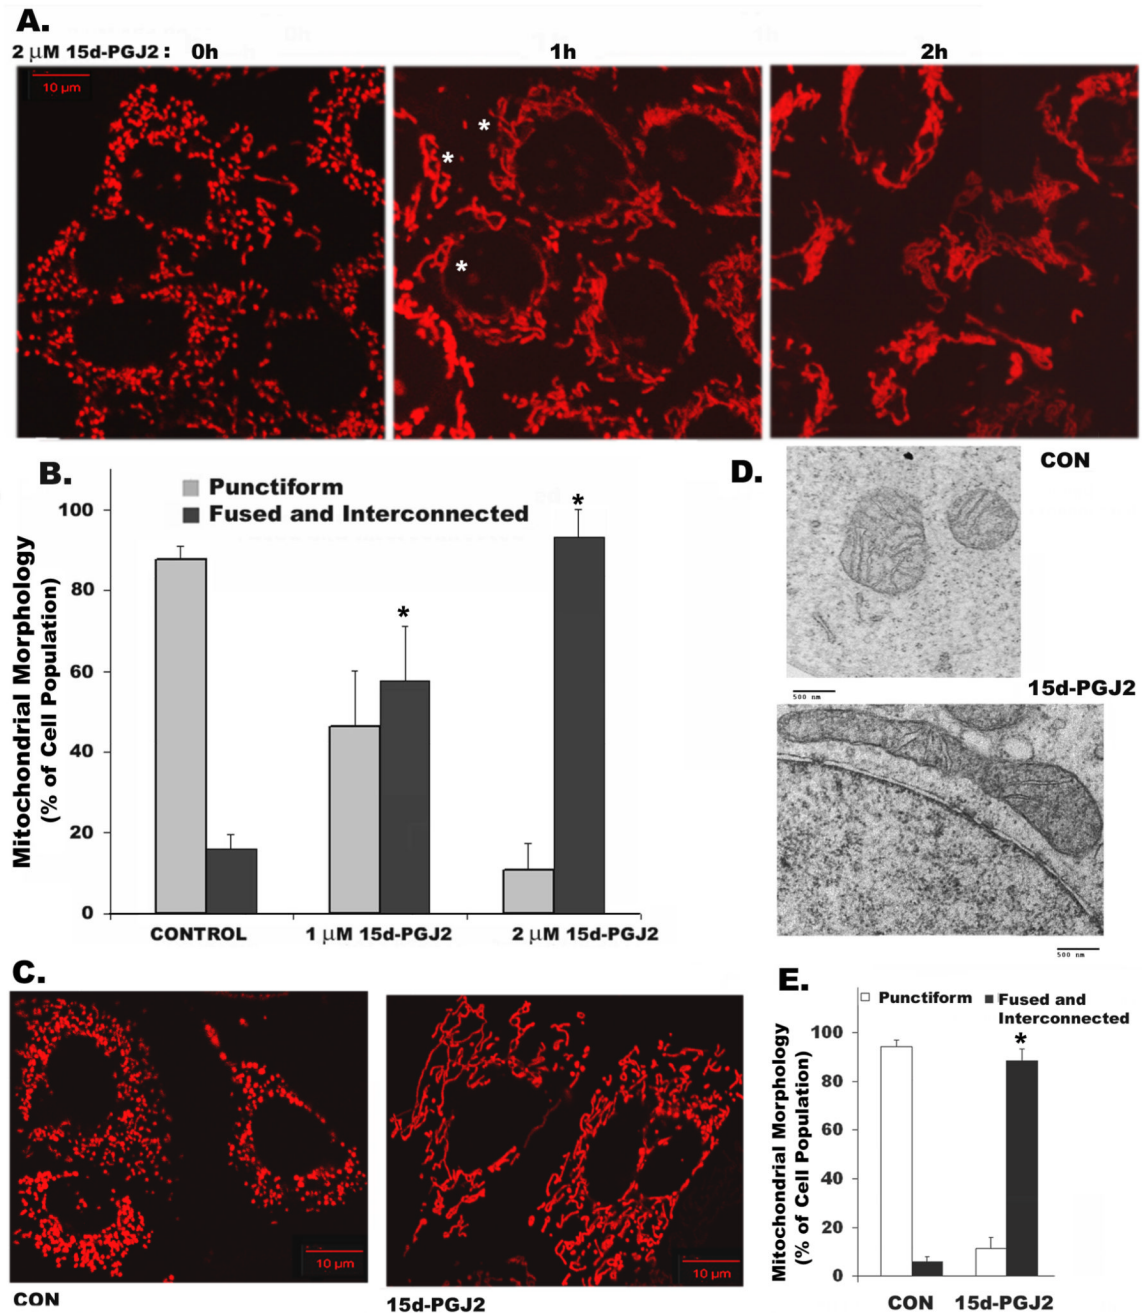 A.
2 μM 15d-PGJ2 : 0h 1h 2h
10 μm
*
*
*
B.
Mitochondrial Morphology
(% of Cell Population)
Punctiform
Fused and Interconnected
100
80
60
40
20
0
*
*
CONTROL 1 μM 15d-PGJ2 2 μM 15d-PGJ2
D.
CON
500 nm
15d-PGJ2
500 nm
C.
10 μm
10 μm
CON
15d-PGJ2
E.
Mitochondrial Morphology
(% of Cell Population)
Punctiform
Fused and
Interconnected
100
80
60
40
20
0
*
CON 15d-PGJ2